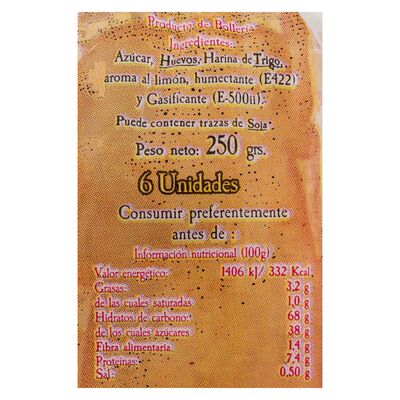 Producto de Bollería
Ingredientes:
Azúcar, Huevos, Harina de Trigo,
aroma al limón, humectante (E422)
y Gasificante (E-500ii).
Puede contener trazas de Soja.
Peso neto: 250 grs.
6 Unidades
Consumir preferentemente
antes de :
Información nutricional (100g)
Valor energético: 1406 kJ/ 332 Kcal
Grasas: 3,2 g
de las cuales saturadas 1,0 g
Hidratos de carbono: 68 g
de los cuales azúcares 38 g
Fibra alimentaria: 1,4 g
Proteínas: 7,4 g
Sal: 0,50 g